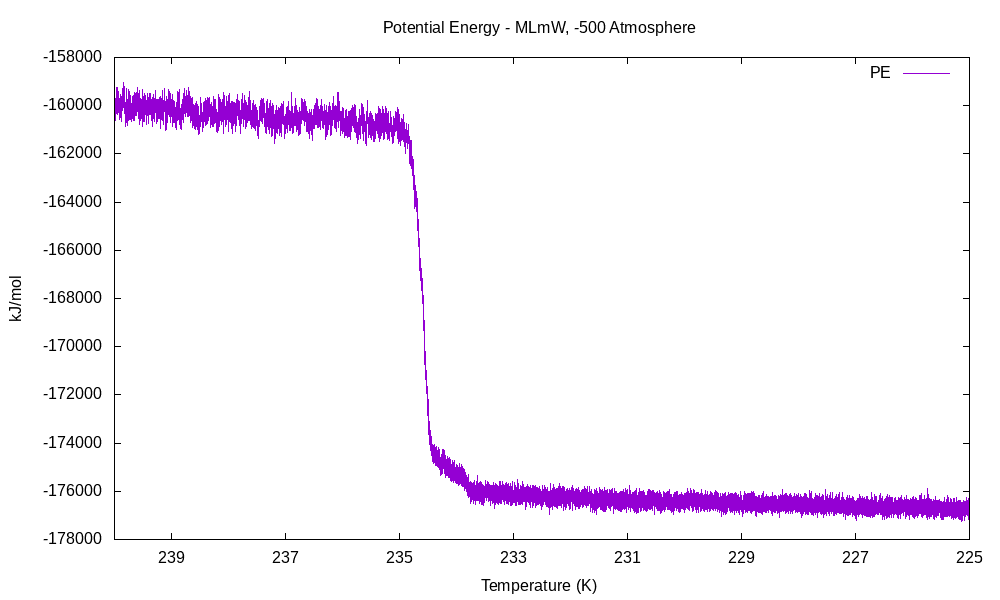 Potential Energy - MLmW, -500 Atmosphere
PE
-158000
-160000
-162000
-164000
-166000
-168000
-170000
-172000
-174000
-176000
-178000
kJ/mol
239 237 235 233 231 229 227 225
Temperature (K)